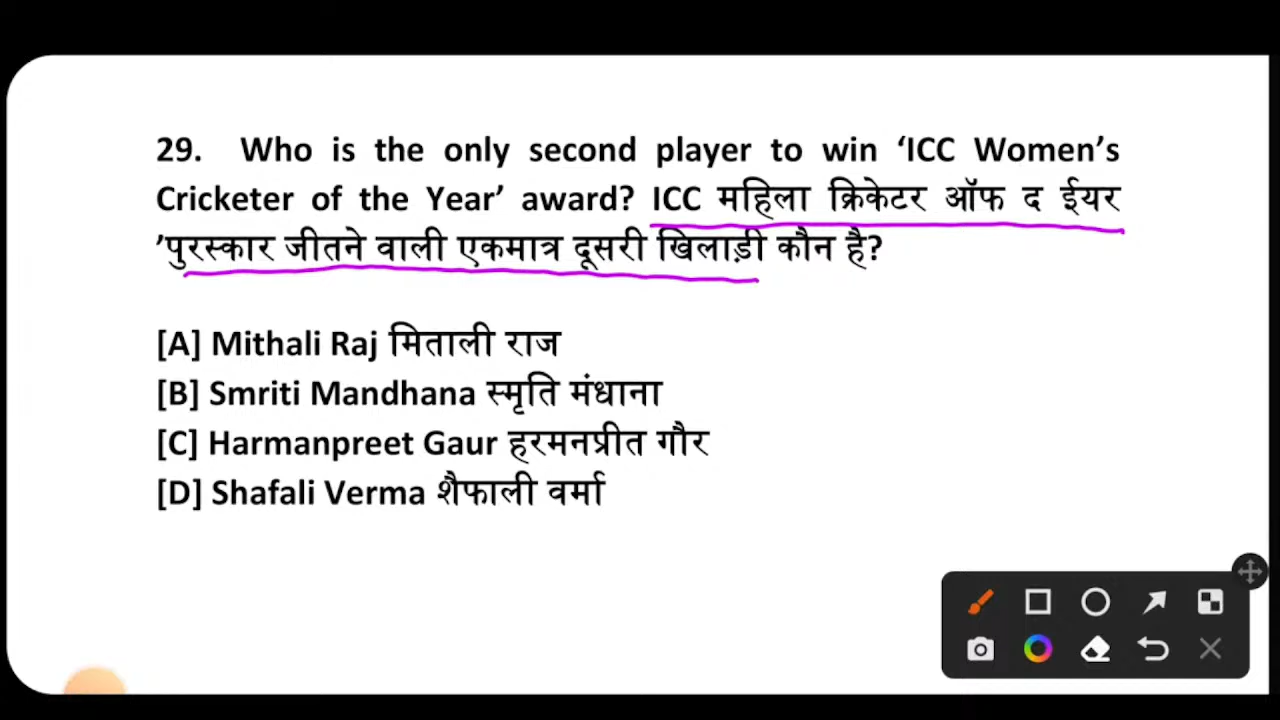 29. Who is the only second player to win ‘ICC Women’s
Cricketer of the Year’ award? ICC महिला क्रिकेटर ऑफ द ईयर
’पुरस्कार जीतने वाली एकमात्र दूसरी खिलाड़ी कौन है?
[A] Mithali Raj मिताली राज
[B] Smriti Mandhana स्मृति मंधाना
[C] Harmanpreet Gaur हरमनप्रीत गौर
[D] Shafali Verma शैफाली वर्मा